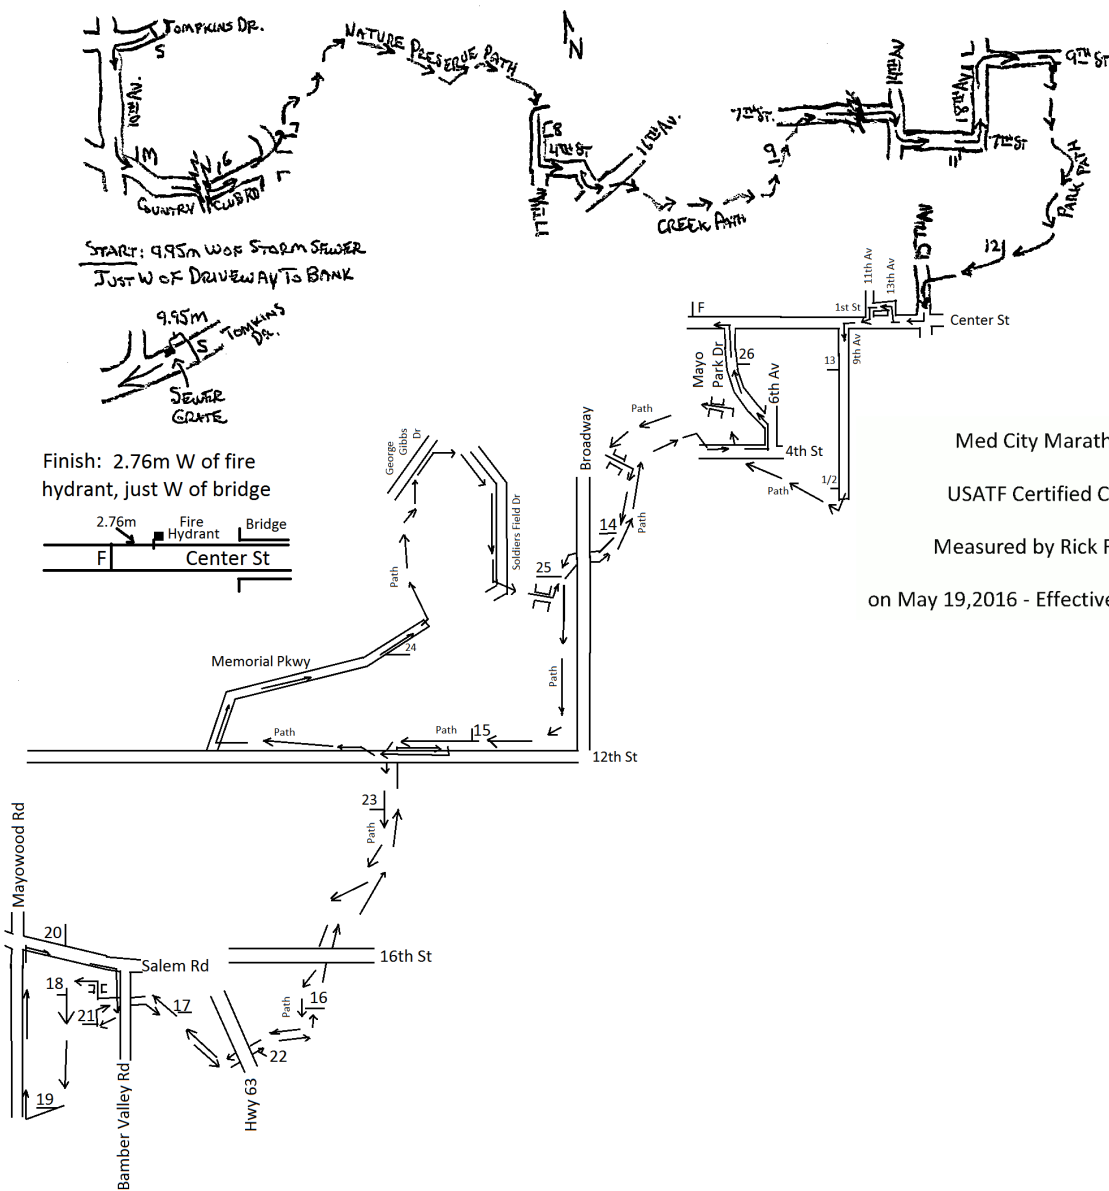 TOMPKINS DR.
S
10TH AV.
1M
COUNTRY CLUB RD
6
NATURE PRESERVE PATH
N
8
4TH ST
11TH AV
16TH AV.
CREEK PATH
9
7TH ST.
14TH AV
18TH AV
11
7TH ST
9TH ST
PARK PATH
12
15TH AV
START: 9.95m W OF STORM SEWER
JUST W OF DRIVEWAY TO BANK
9.95m
TOMKINS
DR.
S
SEWER
GRATE
11th Av
13th Av
1st St
Center St
F
9th Av
13
26
Mayo
Park Dr
6th Av
Path
4th St
1/2
Path
Broadway
14
Path
25
George
Gibbs
Dr
Soldiers Field Dr
Path
24
Memorial Pkwy
Path
Path
15
Path
12th St
Finish: 2.76m W of fire
hydrant, just W of bridge
2.76m
Fire
Hydrant
Bridge
F
Center St
Med City Marath
USATF Certified C
Measured by Rick
on May 19,2016 - Effective
23
Path
Mayowood Rd
20
Salem Rd
16th St
18
21
17
Path
16
22
19
Hwy 63
Bamber Valley Rd